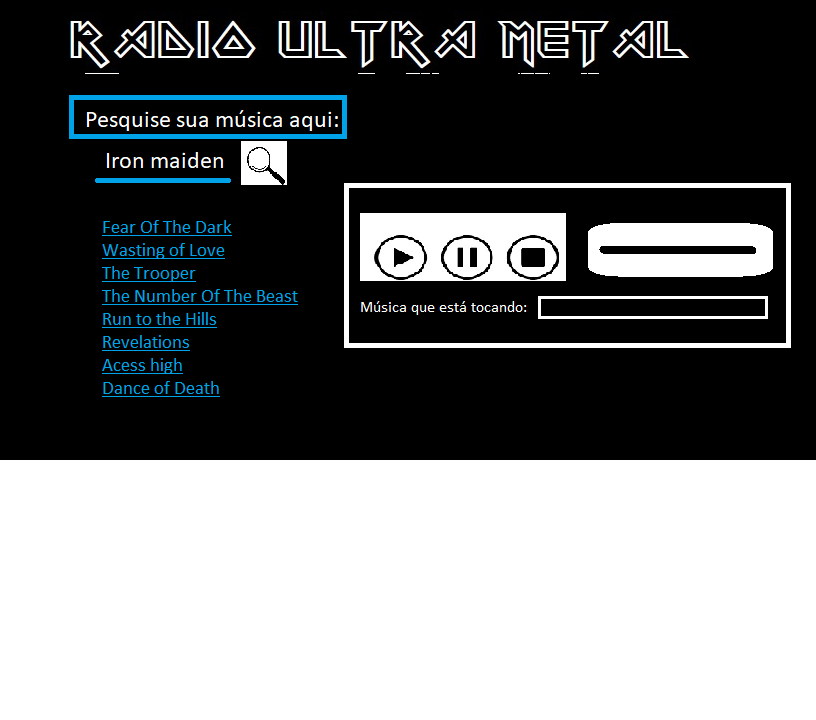 RADIO ULTRA METAL
Pesquise sua música aqui:
Iron maiden
Fear Of The Dark
Wasting of Love
The Trooper
The Number Of The Beast
Run to the Hills
Revelations
Acess high
Dance of Death
Música que está tocando: